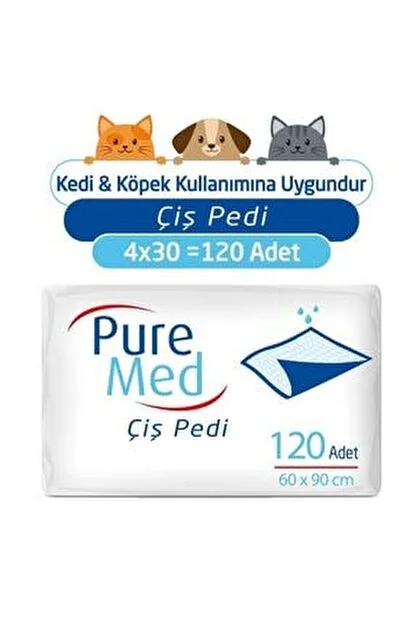 Kedi & Köpek Kullanımına Uygundur
Çiş Pedi
4x30 =120 Adet
Pure
Med
Çiş Pedi
120 Adet
60 x 90 cm